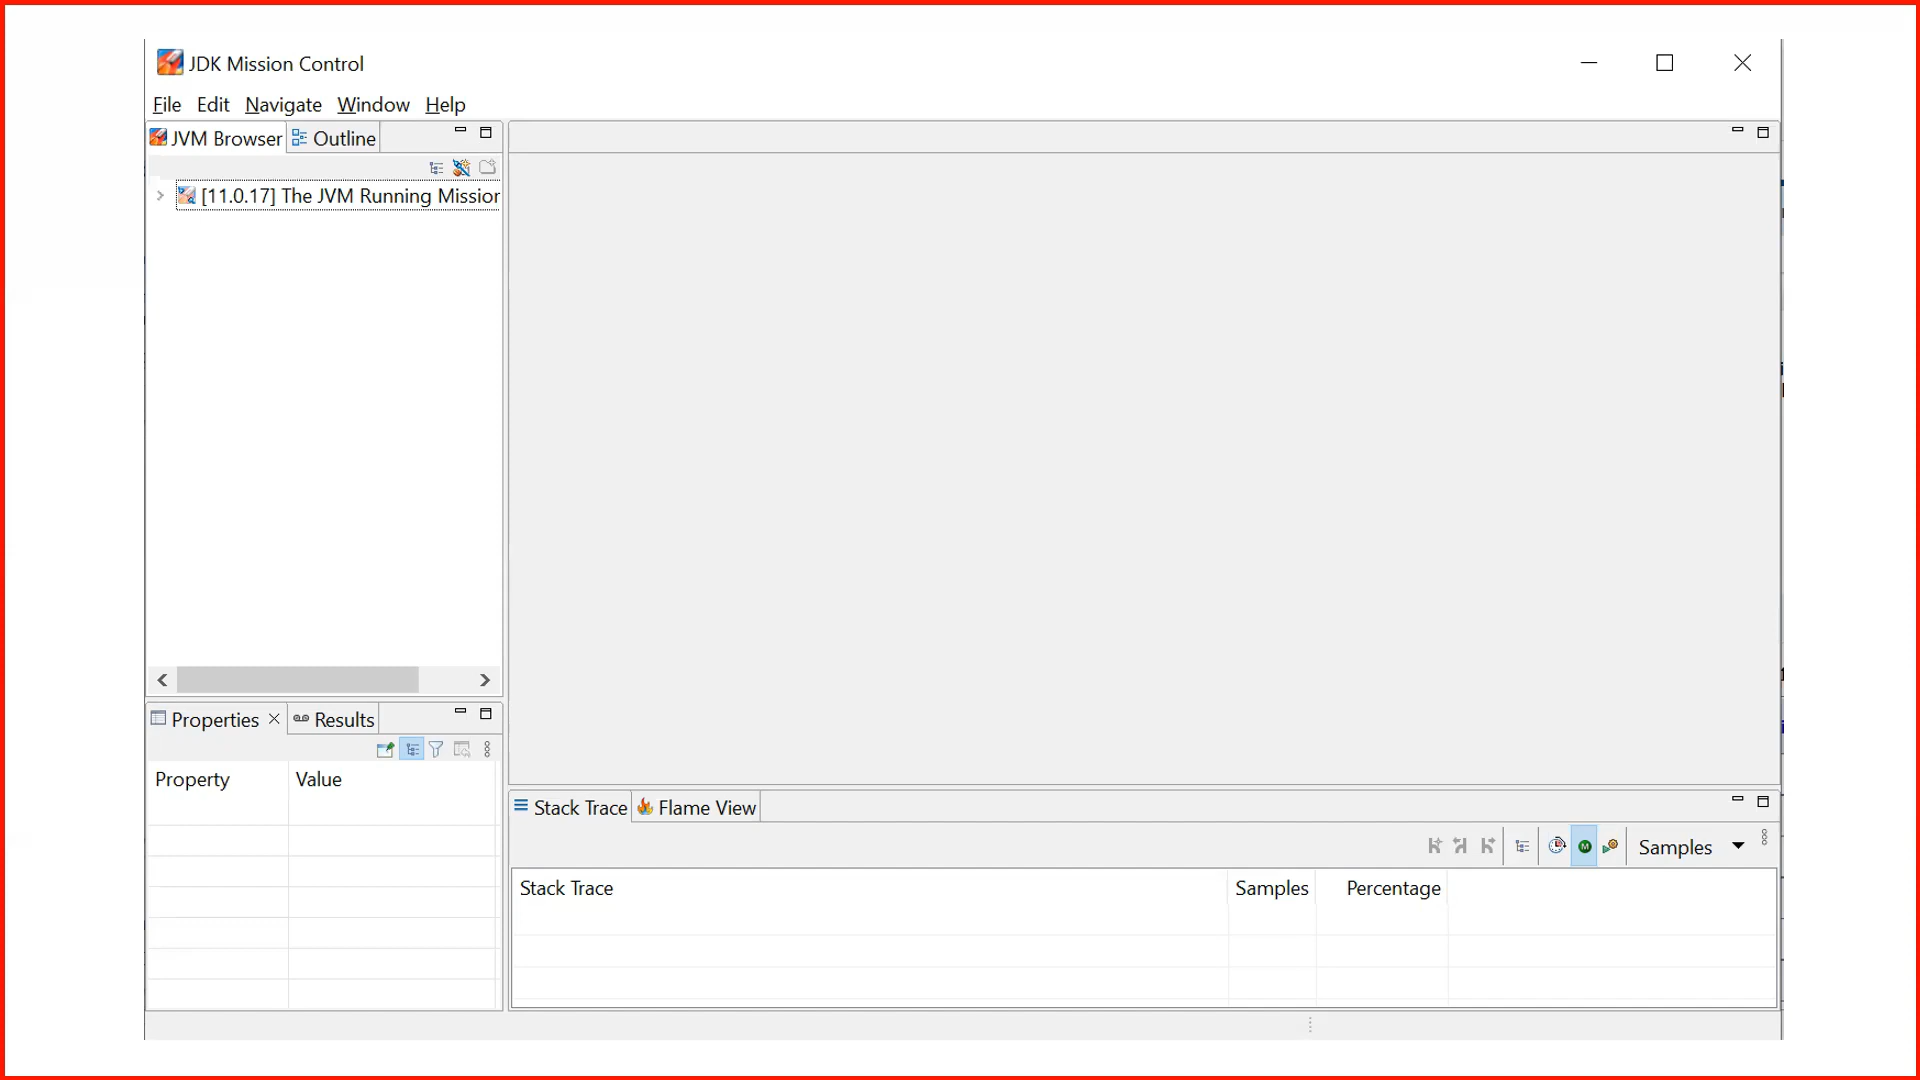 JDK Mission Control
File Edit Navigate Window Help
JVM Browser Outline
[11.0.17] The JVM Running Mission
Properties Results
Property Value
Stack Trace Flame View
Samples
Stack Trace Samples Percentage